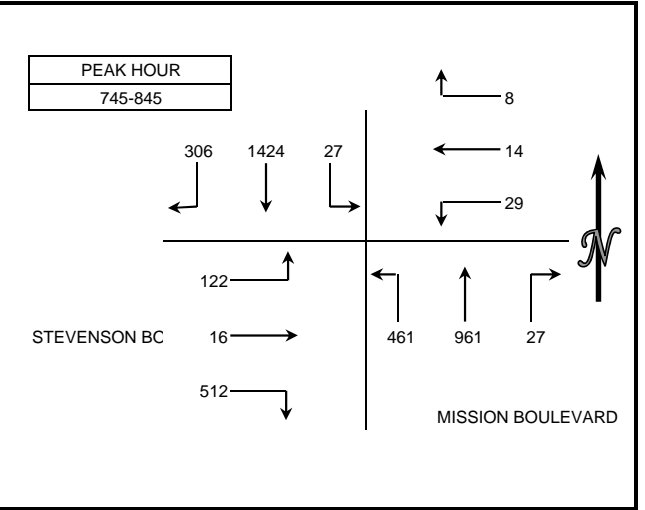 PEAK HOUR
745-845
8
306 1424 27
14
29
N
122
STEVENSON BC
16
461 961 27
512
MISSION BOULEVARD